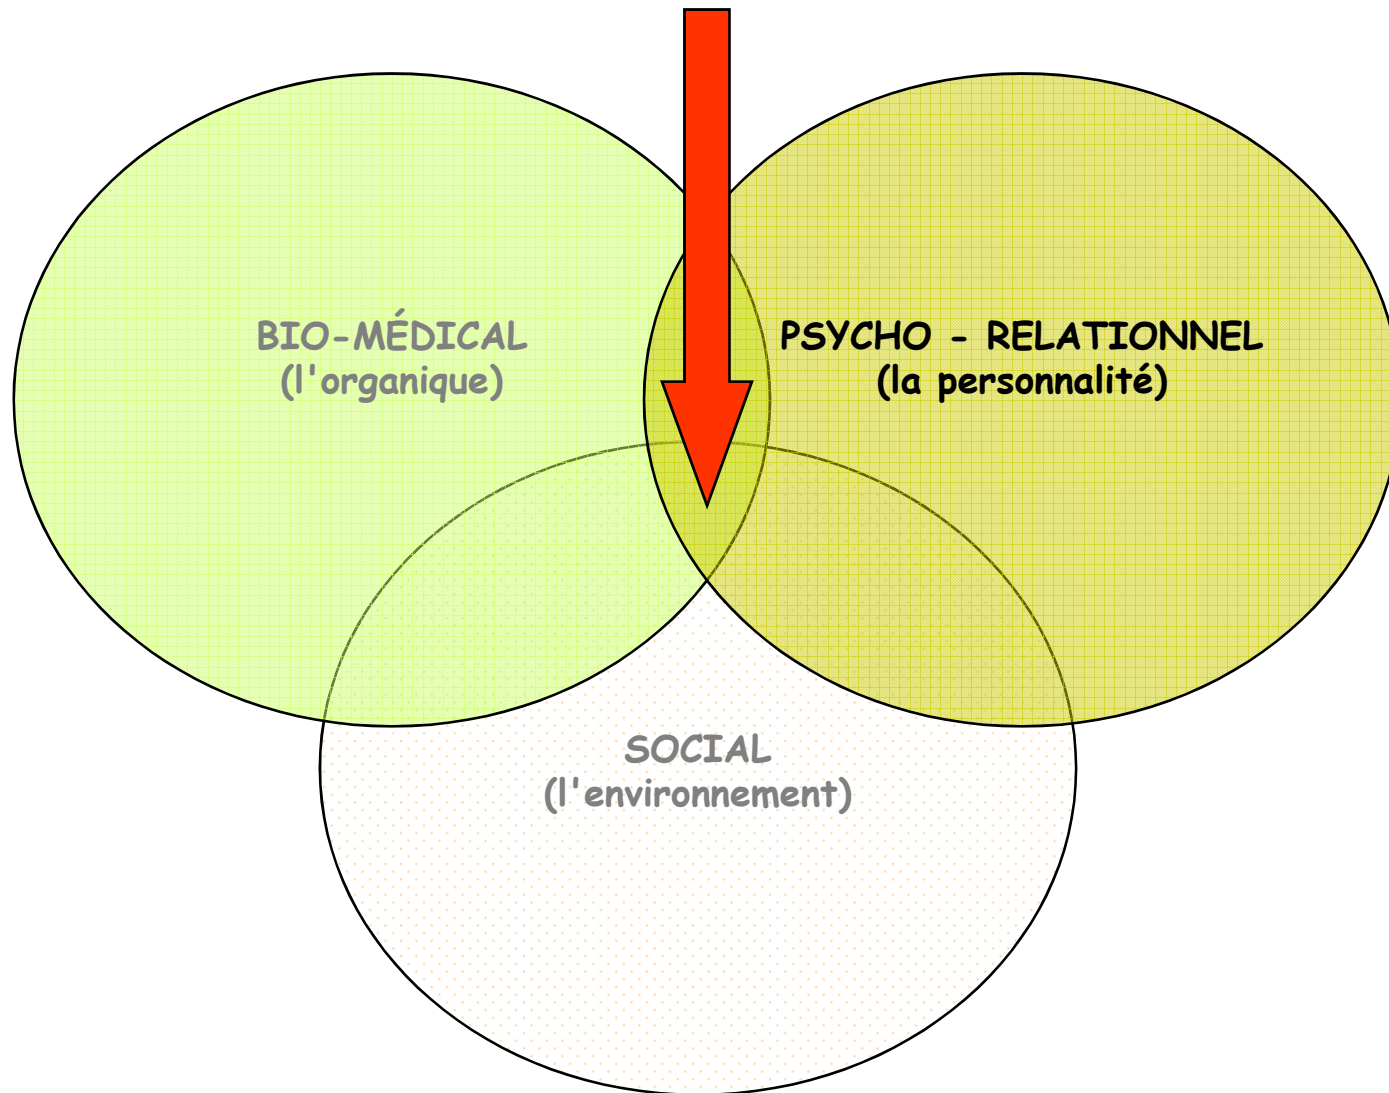 BIO-MÉDICAL
(l'organique)
PSYCHO - RELATIONNEL
(la personnalité)
SOCIAL
(l'environnement)